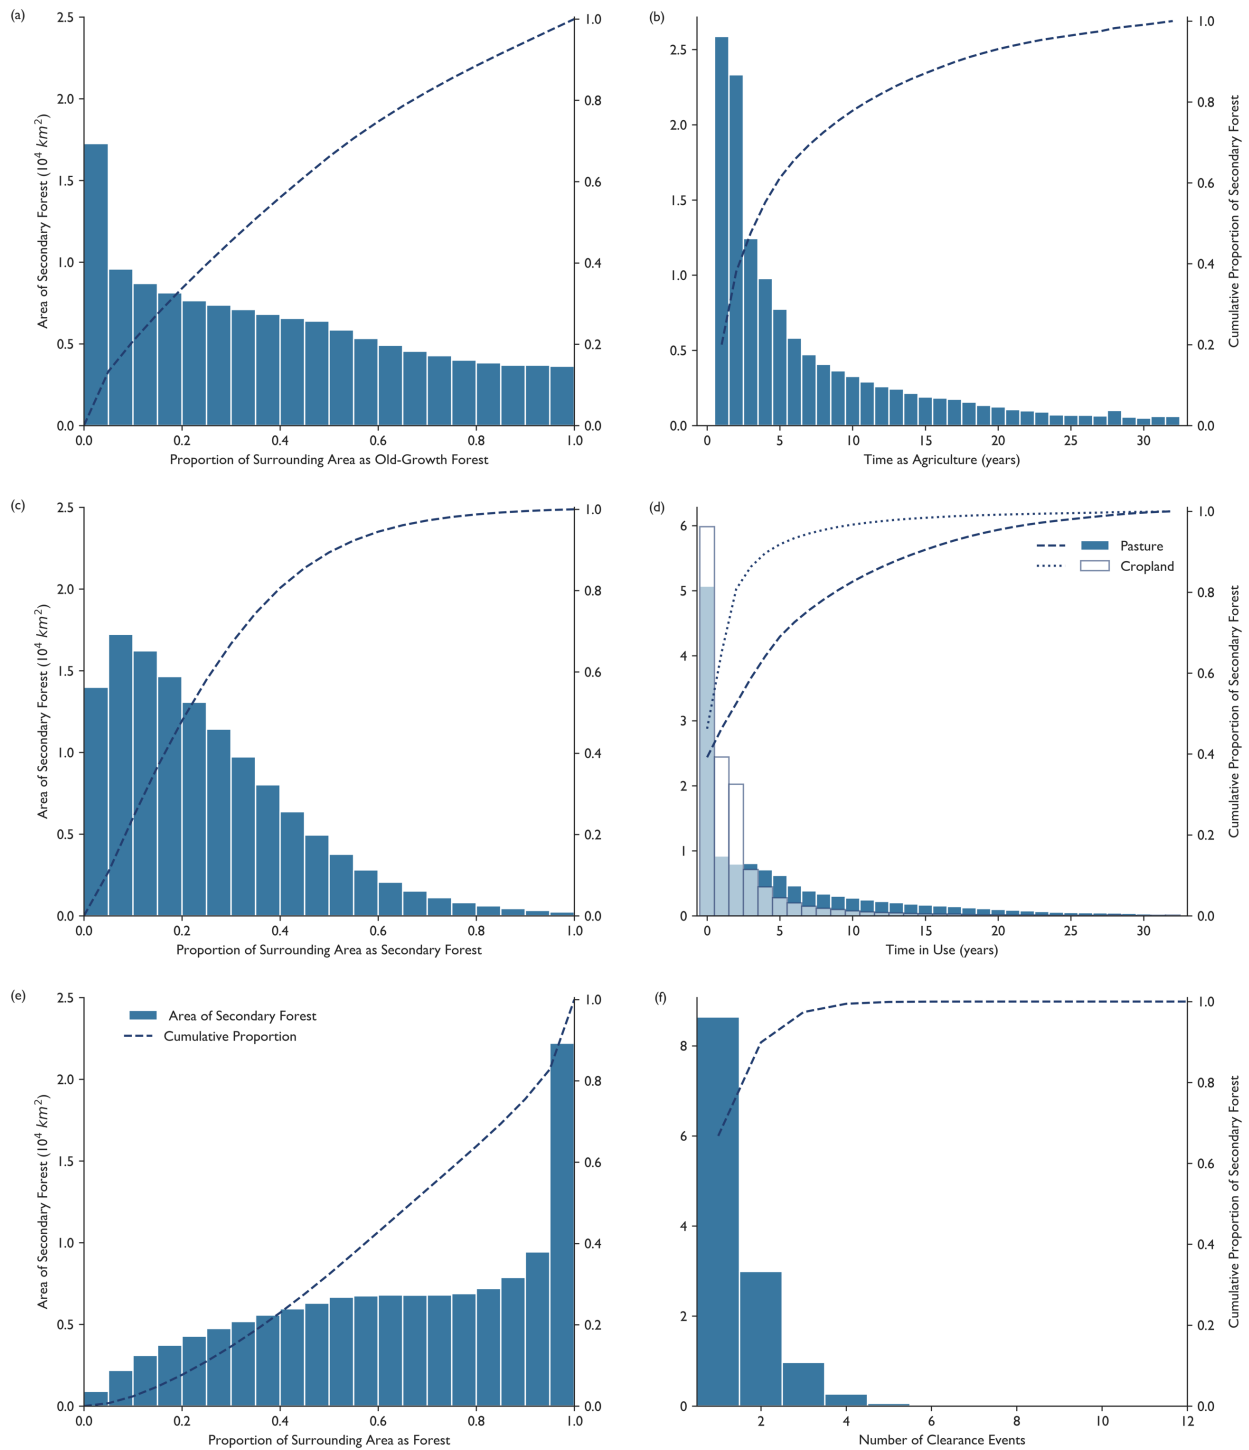 (a)
2.5
2.0
1.5
1.0
0.5
0.0
Area of Secondary Forest (10⁴ km²)
1.0
0.8
0.6
0.4
0.2
0.0
0.0 0.2 0.4 0.6 0.8 1.0
Proportion of Surrounding Area as Old-Growth Forest
(b)
2.5
2.0
1.5
1.0
0.5
0.0
1.0
0.8
0.6
0.4
0.2
0.0
Cumulative Proportion of Secondary Forest
0 5 10 15 20 25 30
Time as Agriculture (years)
(c)
2.5
2.0
1.5
1.0
0.5
0.0
Area of Secondary Forest (10⁴ km²)
1.0
0.8
0.6
0.4
0.2
0.0
0.0 0.2 0.4 0.6 0.8 1.0
Proportion of Surrounding Area as Secondary Forest
(d)
6
5
4
3
2
1
0
Pasture
Cropland
1.0
0.8
0.6
0.4
0.2
0.0
Cumulative Proportion of Secondary Forest
0 5 10 15 20 25 30
Time in Use (years)
(e)
2.5
2.0
1.5
1.0
0.5
0.0
Area of Secondary Forest (10⁴ km²)
Area of Secondary Forest
Cumulative Proportion
1.0
0.8
0.6
0.4
0.2
0.0
0.0 0.2 0.4 0.6 0.8 1.0
Proportion of Surrounding Area as Forest
(f)
8
6
4
2
0
1.0
0.8
0.6
0.4
0.2
0.0
Cumulative Proportion of Secondary Forest
2 4 6 8 10 12
Number of Clearance Events